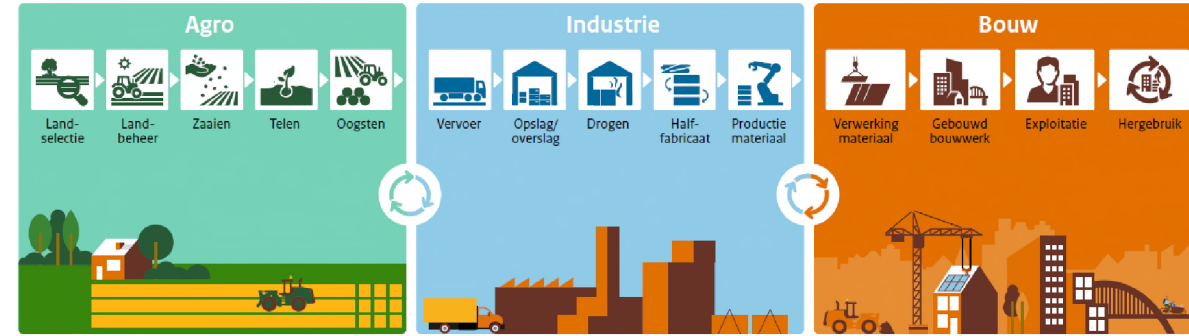 Agro
Land-
selectie
Land-
beheer
Zaaien
Telen
Oogsten
Industrie
Vervoer
Opslag/
overslag
Drogen
Half-
fabricaat
Productie
materiaal
Bouw
Verwerking
materiaal
Gebouwd
bouwwerk
Exploitatie
Hergebruik